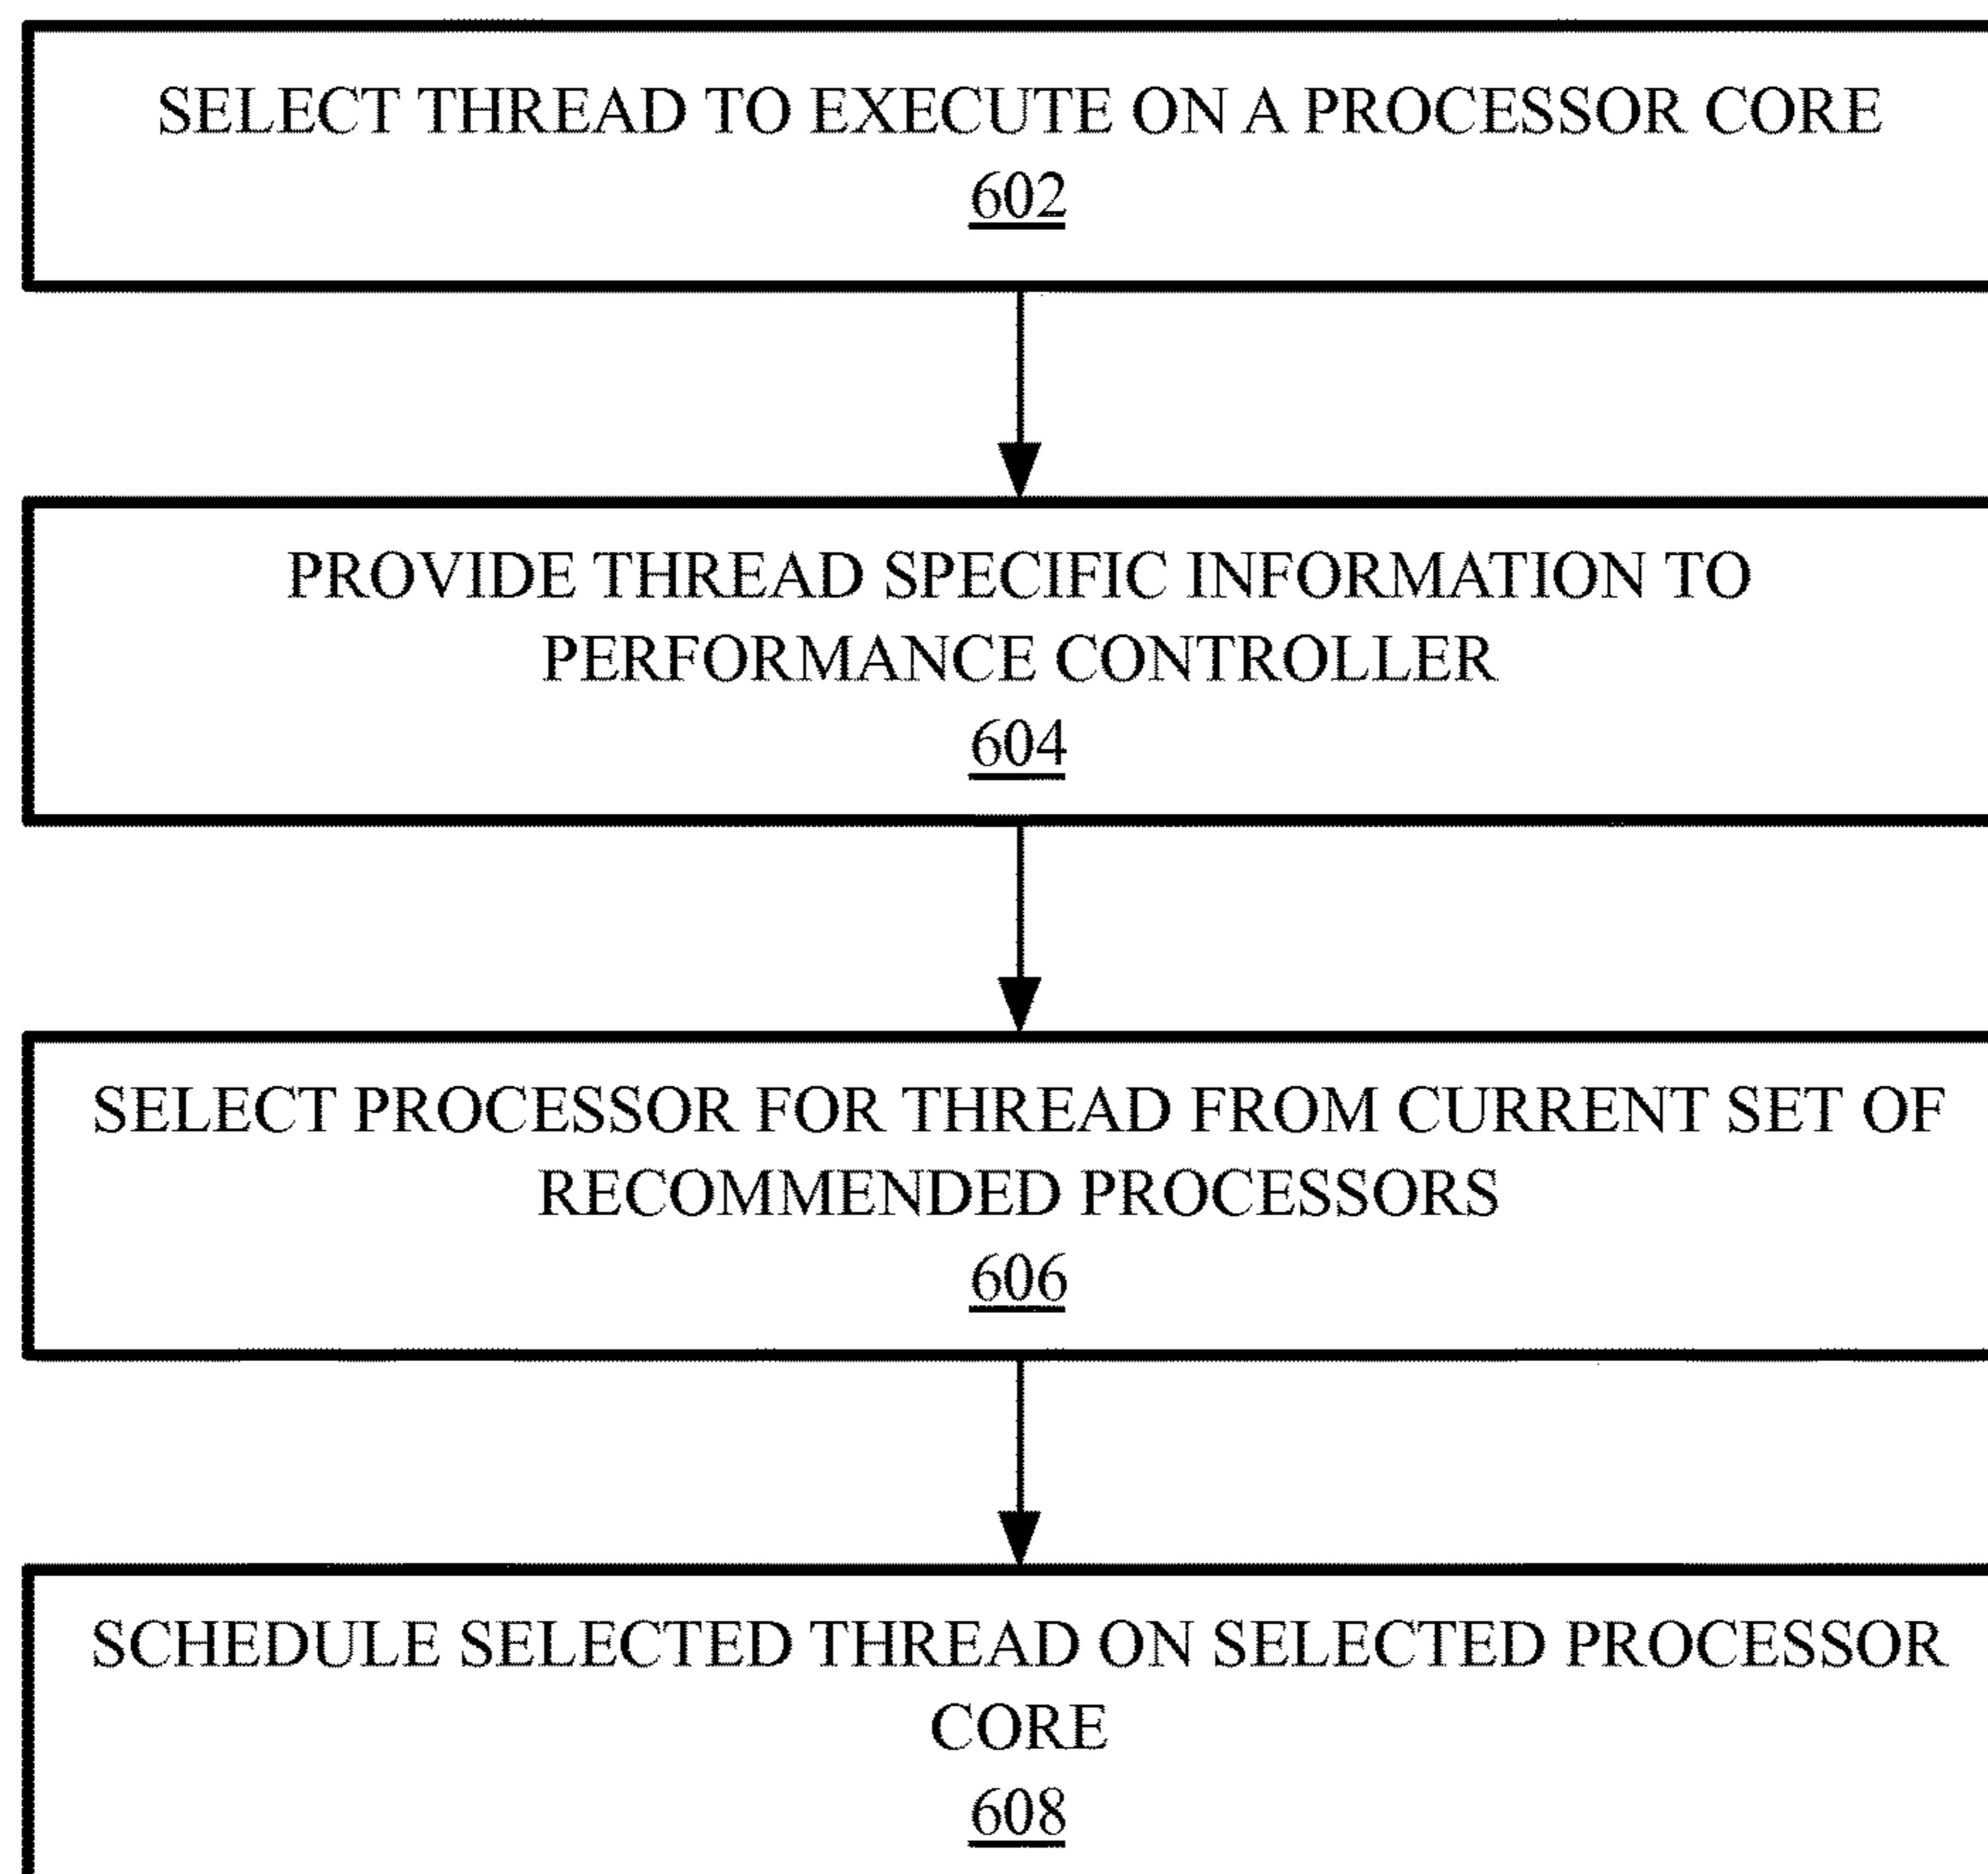 SELECT THREAD TO EXECUTE ON A PROCESSOR CORE
602
PROVIDE THREAD SPECIFIC INFORMATION TO
PERFORMANCE CONTROLLER
604
SELECT PROCESSOR FOR THREAD FROM CURRENT SET OF
RECOMMENDED PROCESSORS
606
SCHEDULE SELECTED THREAD ON SELECTED PROCESSOR
CORE
608